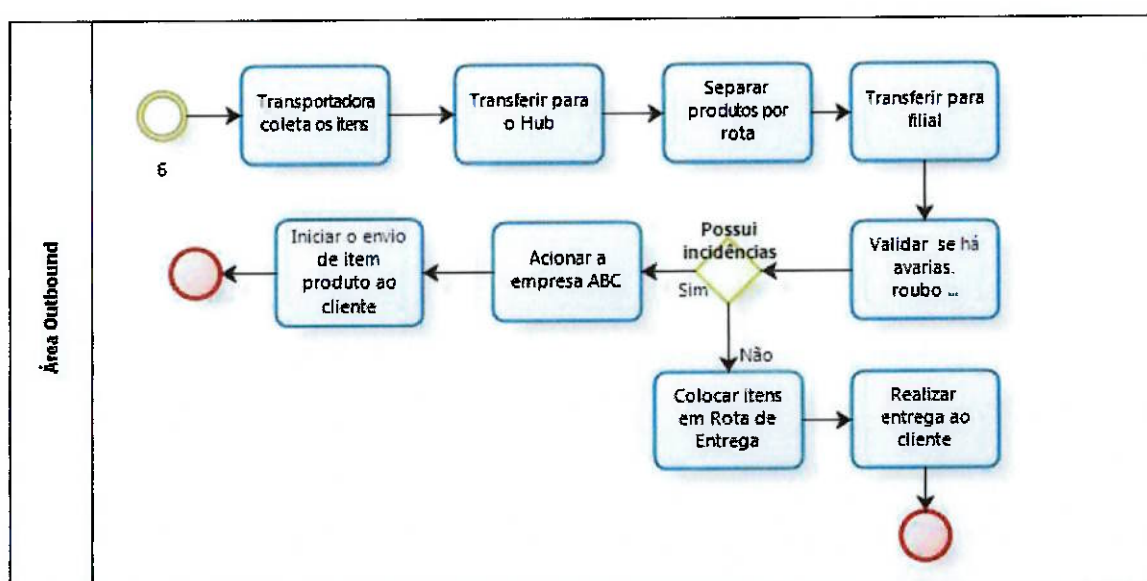 Área Outbound
6
Transportadora
coleta os itens
Transferir para
o Hub
Separar
produtos por
rota
Transferir para
filial
Validar se há
avarias.
roubo ...
Possui
incidências
Sim
Acionar a
empresa ABC
Iniciar o envio
de item
produto ao
cliente
Não
Colocar itens
em Rota de
Entrega
Realizar
entrega ao
cliente